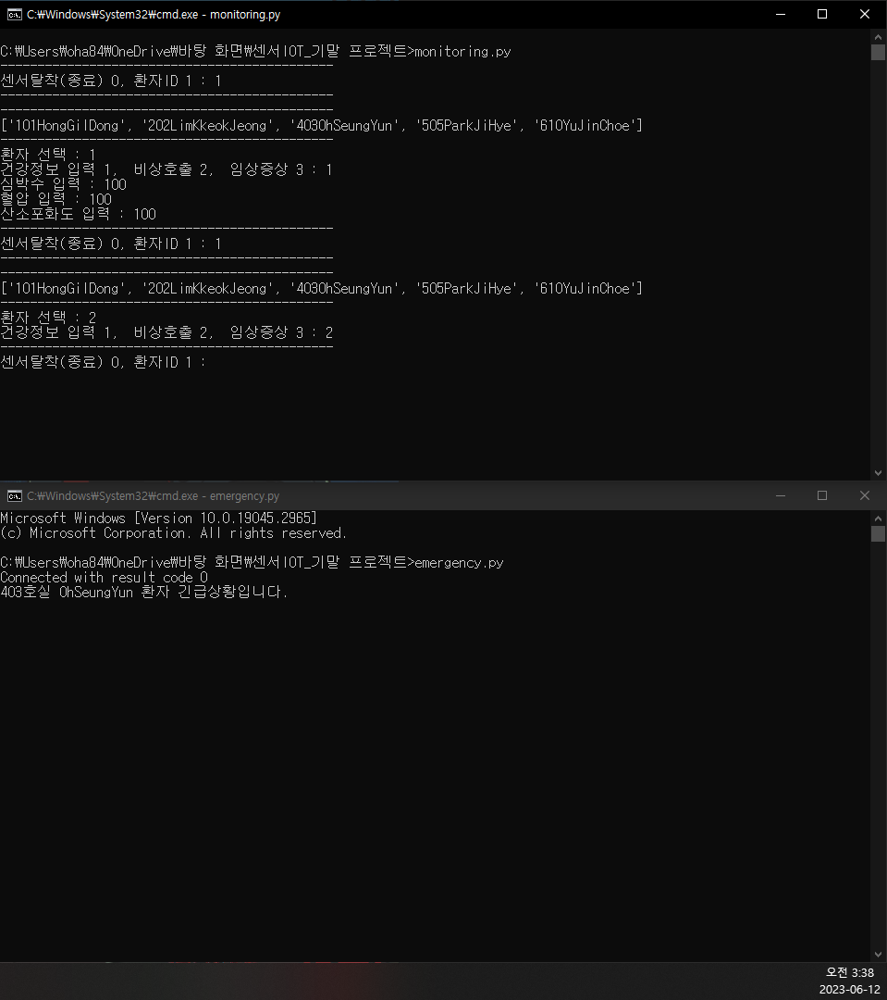 C:\Windows\System32\cmd.exe - monitoring.py
C:\Users\oha84\OneDrive\바탕 화면\센서IOT_기말 프로젝트>monitoring.py
---------------------------------------------
센서탈착(종료) 0, 환자ID 1 : 1
---------------------------------------------
---------------------------------------------
['101HongGilDong', '202LimKkeokJeong', '403OhSeungYun', '505ParkJiHye', '610YuJinChoe']
---------------------------------------------
환자 선택 : 1
건강정보 입력 1,  비상호출 2,  임상증상 3 : 1
심박수 입력 : 100
혈압 입력 : 100
산소포화도 입력 : 100
---------------------------------------------
센서탈착(종료) 0, 환자ID 1 : 1
---------------------------------------------
---------------------------------------------
['101HongGilDong', '202LimKkeokJeong', '403OhSeungYun', '505ParkJiHye', '610YuJinChoe']
---------------------------------------------
환자 선택 : 2
건강정보 입력 1,  비상호출 2,  임상증상 3 : 2
---------------------------------------------
센서탈착(종료) 0, 환자ID 1 :
C:\Windows\System32\cmd.exe - emergency.py
Microsoft Windows [Version 10.0.19045.2965]
(c) Microsoft Corporation. All rights reserved.
C:\Users\oha84\OneDrive\바탕 화면\센서IOT_기말 프로젝트>emergency.py
Connected with result code 0
403호실 OhSeungYun 환자 긴급상황입니다.
오전 3:38
2023-06-12